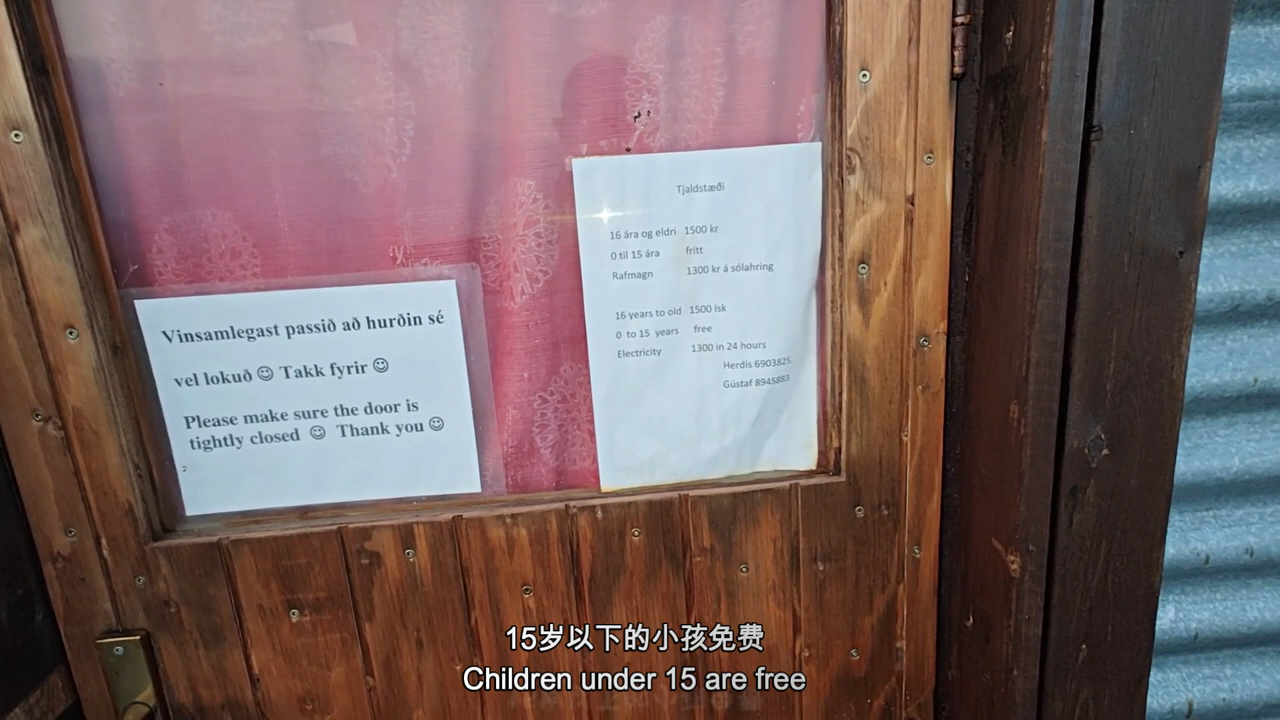 Vinsamlegast passið að hurðin sé
vel lokuð ☺ Takk fyrir ☺
Please make sure the door is
tightly closed ☺ Thank you ☺
Tjaldstæði
16 ára og eldri 1500 kr
0 til 15 ára frítt
Rafmagn 1300 kr á sólahring
16 years to old 1500 Isk
0 to 15 years free
Electricity 1300 in 24 hours
Herdís 6903825
Gústaf 8945883
15岁以下的小孩免费
Children under 15 are free